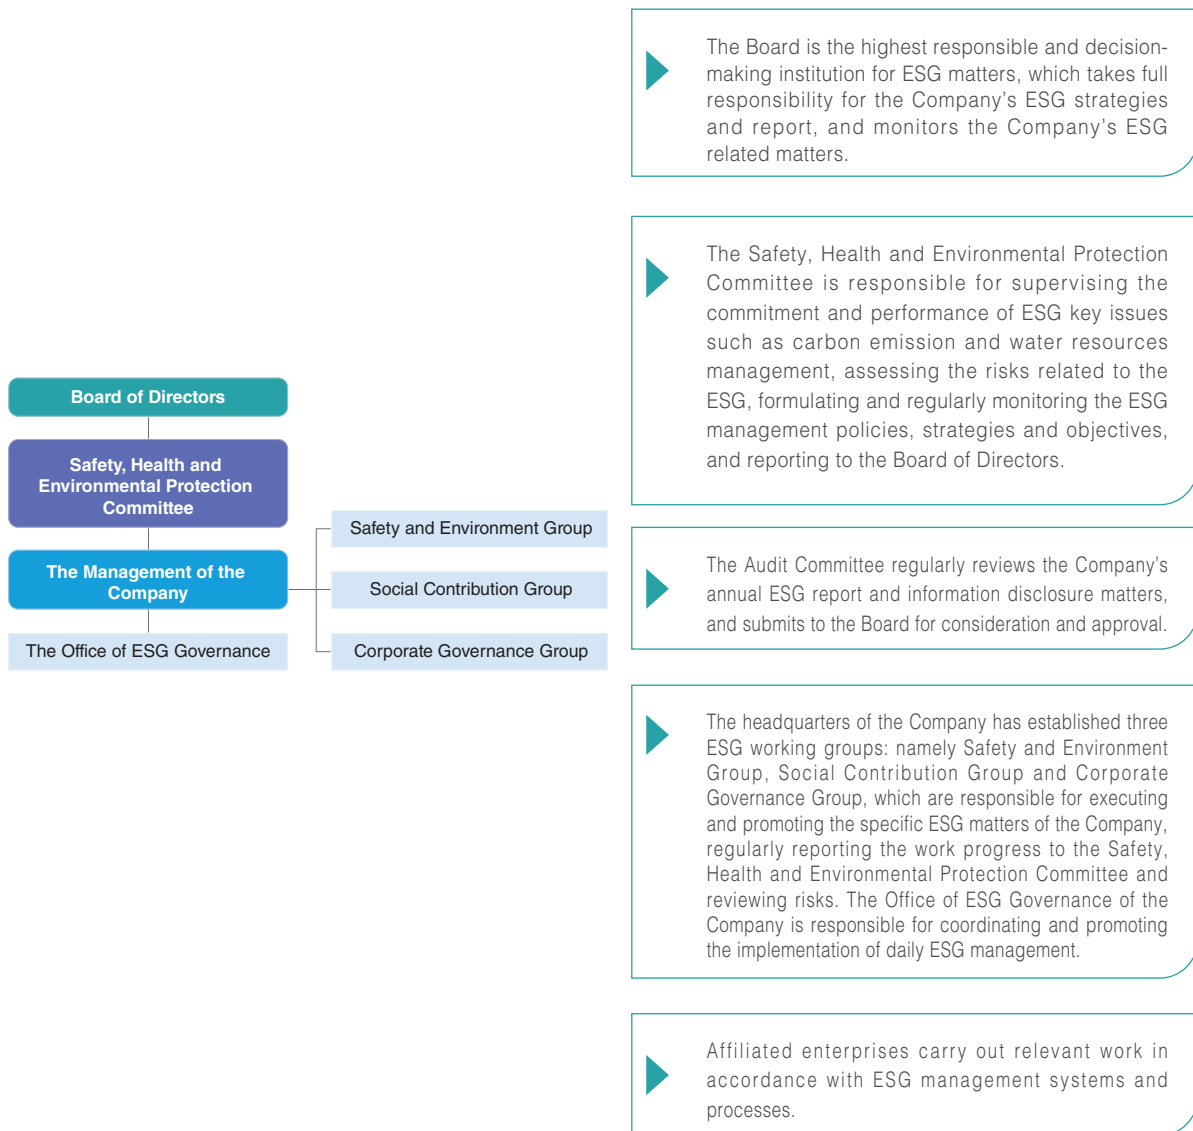 Board of Directors
Safety, Health and
Environmental Protection
Committee
The Management of the
Company
The Office of ESG Governance
Safety and Environment Group
Social Contribution Group
Corporate Governance Group
The Board is the highest responsible and decision-
making institution for ESG matters, which takes full
responsibility for the Company's ESG strategies
and report, and monitors the Company's ESG
related matters.
The Safety, Health and Environmental Protection
Committee is responsible for supervising the
commitment and performance of ESG key issues
such as carbon emission and water resources
management, assessing the risks related to the
ESG, formulating and regularly monitoring the ESG
management policies, strategies and objectives,
and reporting to the Board of Directors.
The Audit Committee regularly reviews the Company's
annual ESG report and information disclosure matters,
and submits to the Board for consideration and approval.
The headquarters of the Company has established three
ESG working groups: namely Safety and Environment
Group, Social Contribution Group and Corporate
Governance Group, which are responsible for executing
and promoting the specific ESG matters of the Company,
regularly reporting the work progress to the Safety,
Health and Environmental Protection Committee and
reviewing risks. The Office of ESG Governance of the
Company is responsible for coordinating and promoting
the implementation of daily ESG management.
Affiliated enterprises carry out relevant work in
accordance with ESG management systems and
processes.